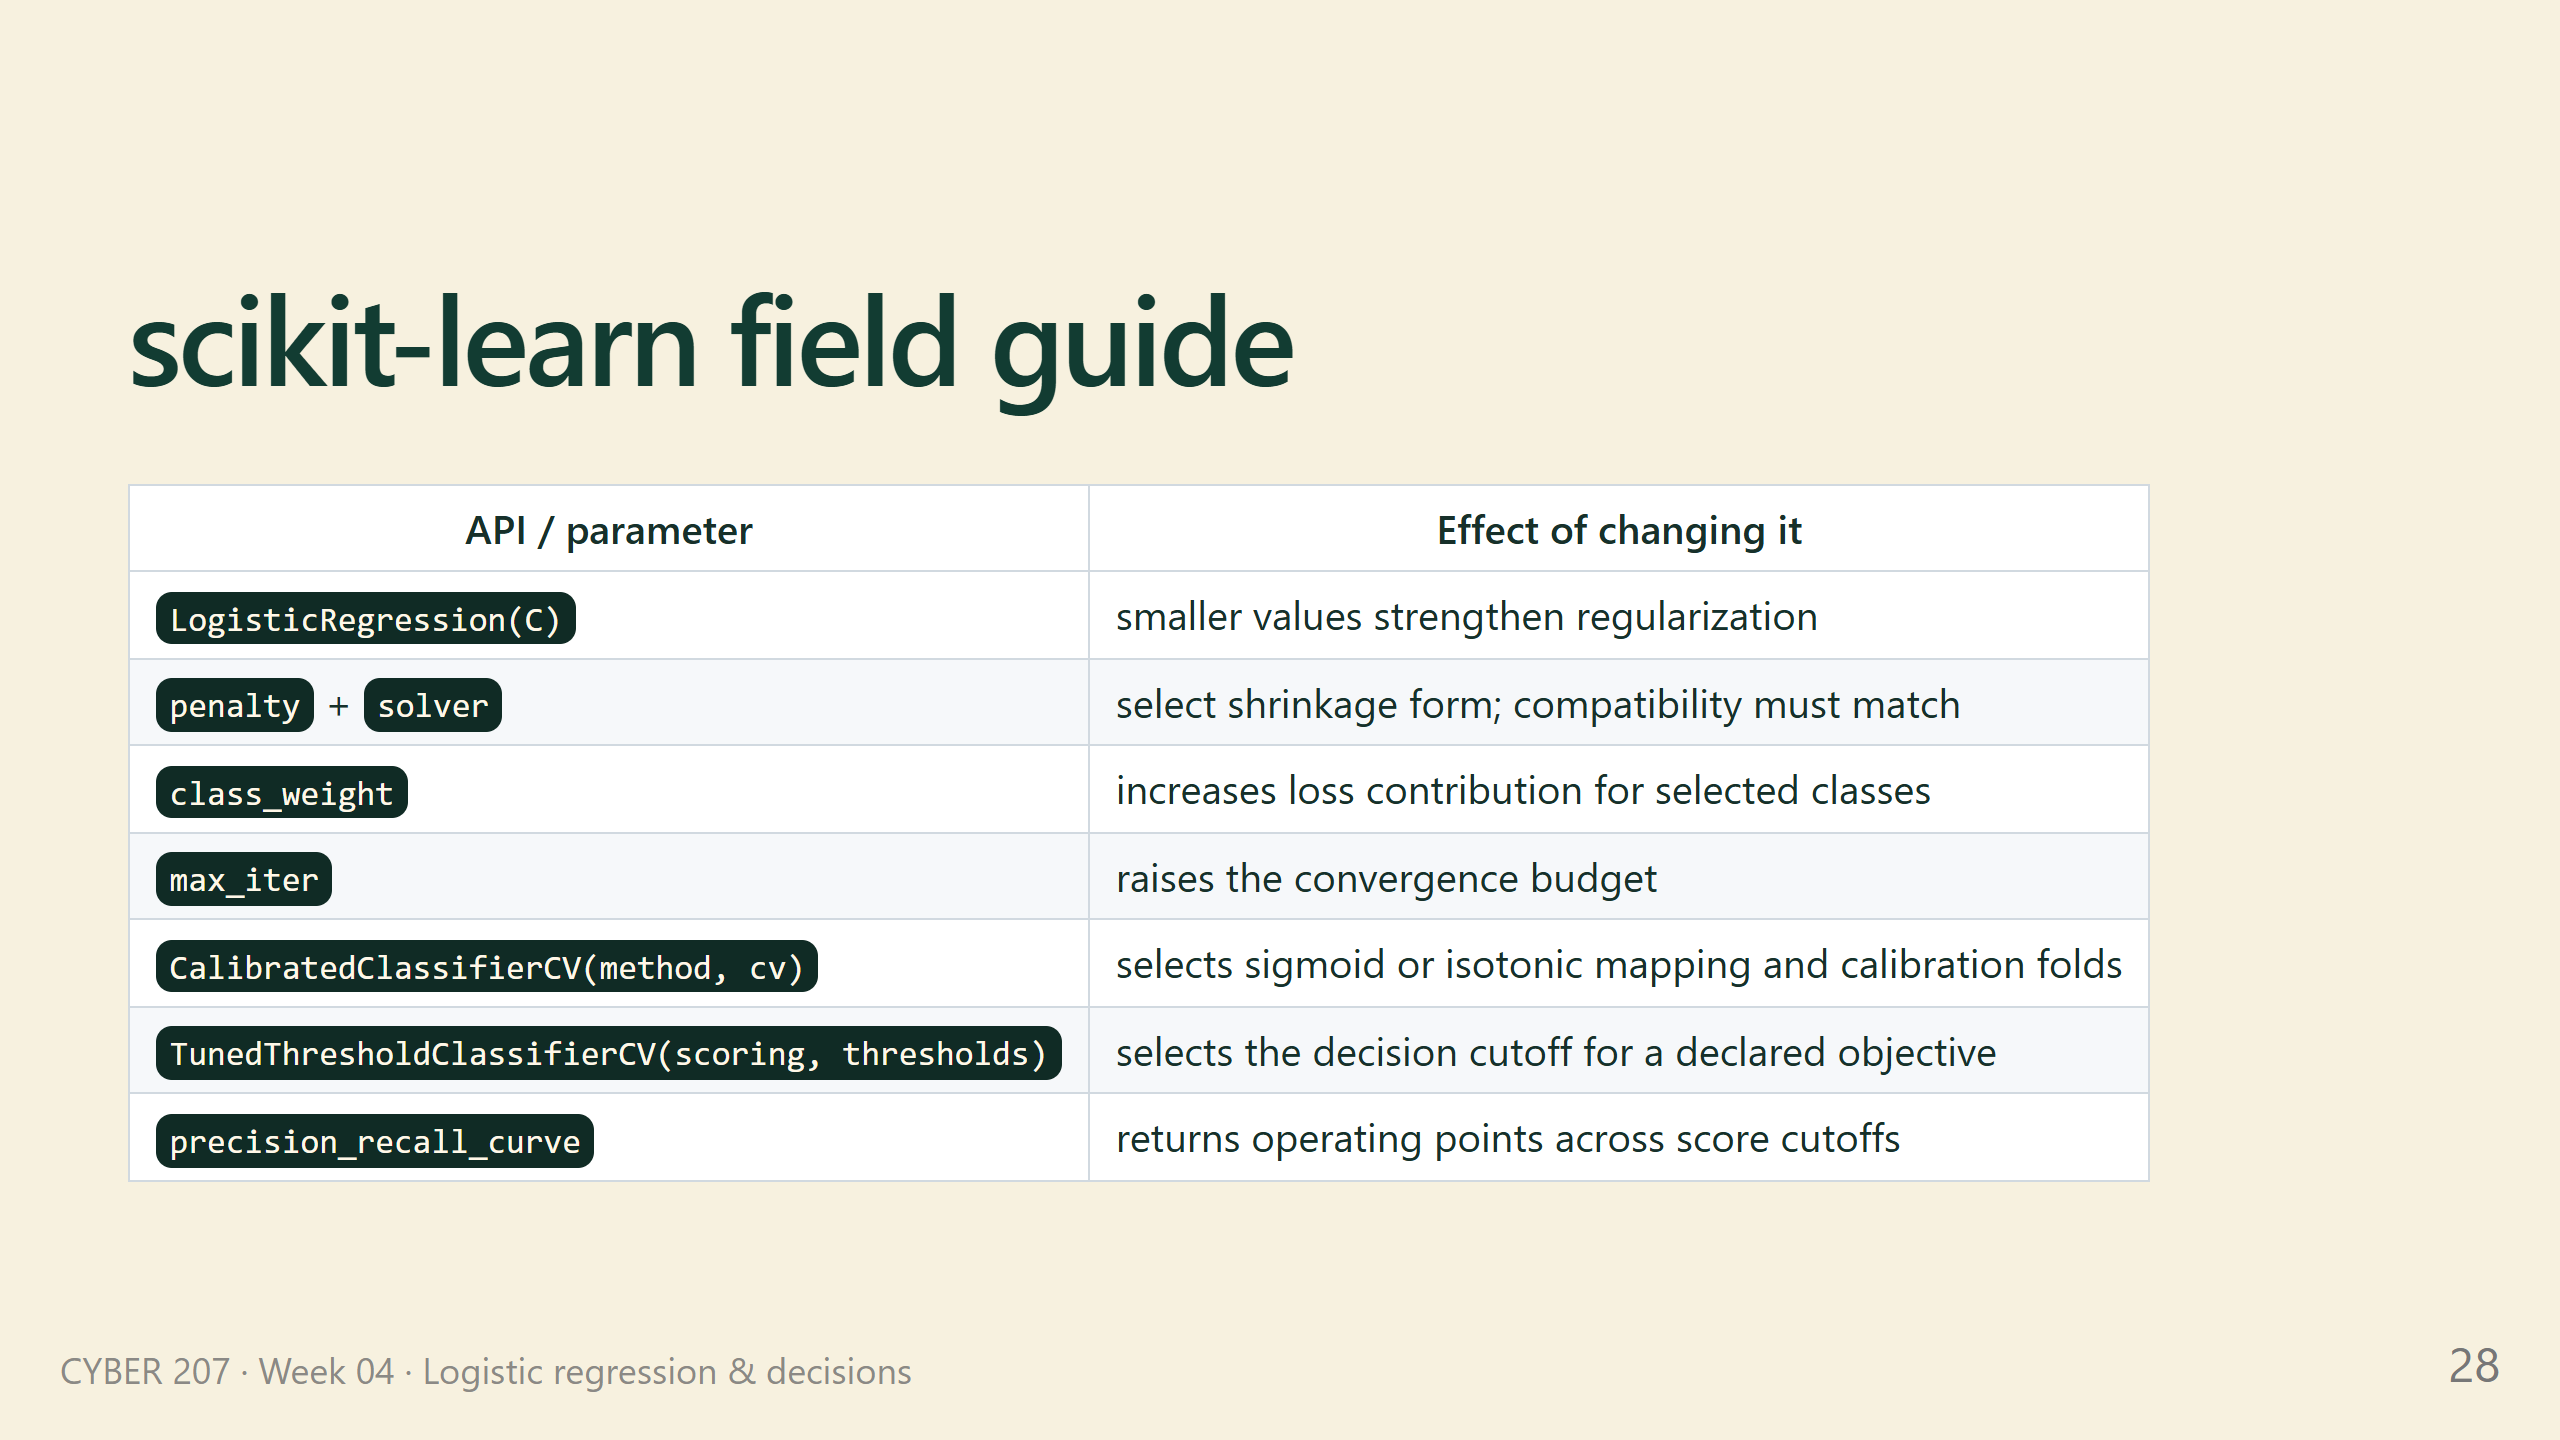 scikit-learn field guide
API / parameter Effect of changing it
LogisticRegression(C) smaller values strengthen regularization
penalty + solver select shrinkage form; compatibility must match
class_weight increases loss contribution for selected classes
max_iter raises the convergence budget
CalibratedClassifierCV(method, cv) selects sigmoid or isotonic mapping and calibration folds
TunedThresholdClassifierCV(scoring, thresholds) selects the decision cutoff for a declared objective
precision_recall_curve returns operating points across score cutoffs
CYBER 207 · Week 04 · Logistic regression & decisions
28